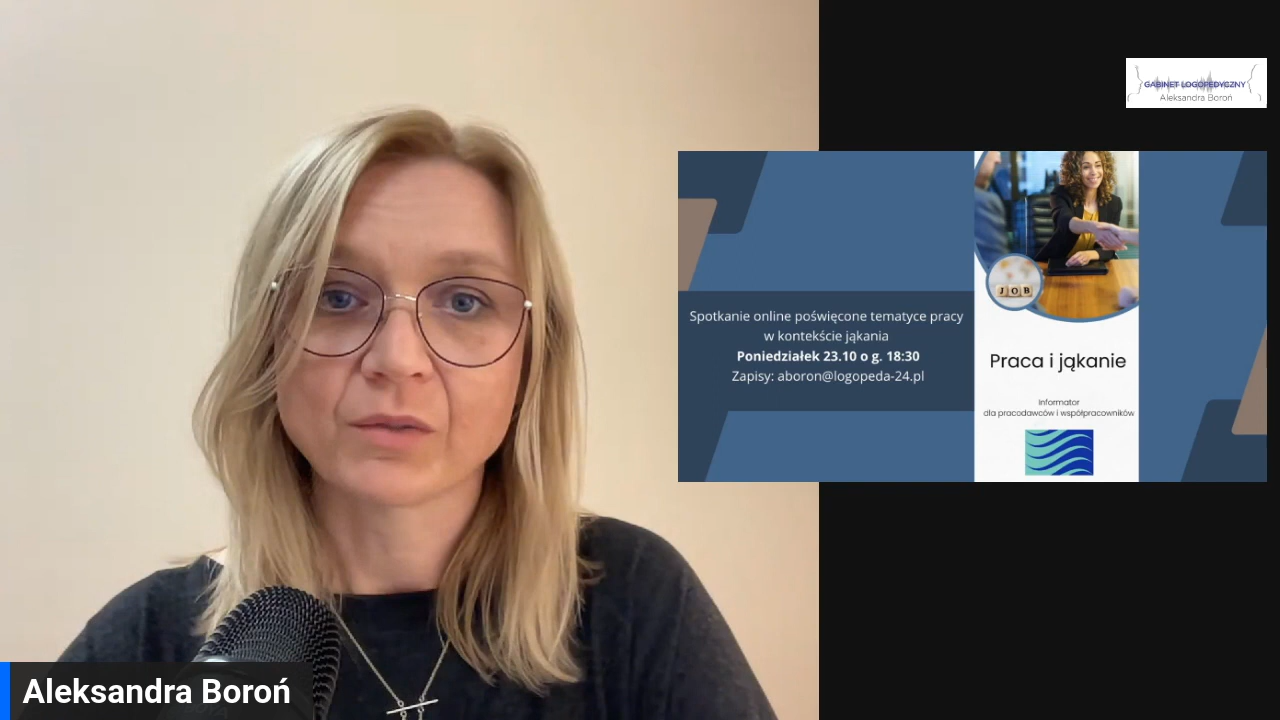 GABINET LOGOPEDYCZNY
Aleksandra Boroń
Spotkanie online poświęcone tematyce pracy
w kontekście jąkania
Poniedziałek 23.10 o g. 18:30
Zapisy: aboron@logopeda-24.pl
JOB
Praca i jąkanie
Informator
dla pracodawców i współpracowników
Aleksandra Boroń